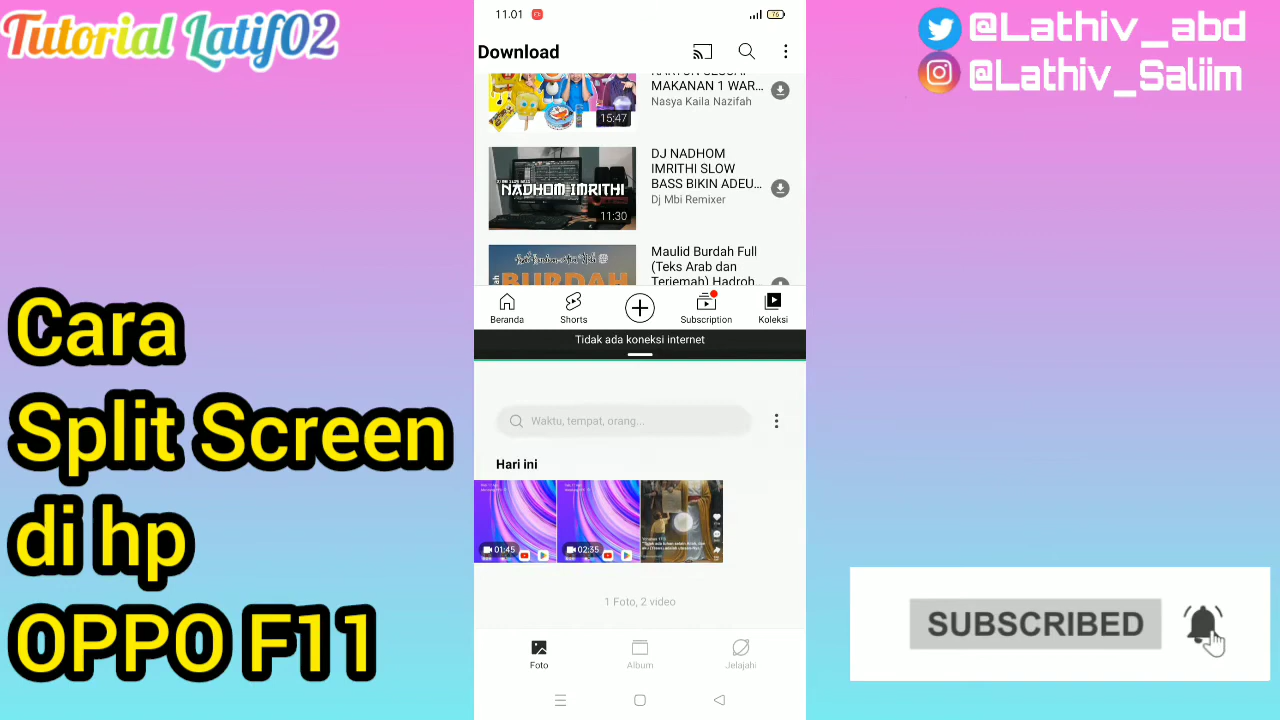 Tutorial Latif02
@Lathiv_abd
@Lathiv_Saliim
Cara
Split Screen
di hp
OPPO F11
11.01
76
Download
MAKANAN 1 WAR...
Nasya Kaila Nazifah
15:47
NADHOM IMRITHI
11:30
DJ NADHOM
IMRITHI SLOW
BASS BIKIN ADEU...
Dj Mbi Remixer
BURDAH
Maulid Burdah Full
(Teks Arab dan
Terjemah) Hadroh
Beranda
Shorts
Subscription
Koleksi
Tidak ada koneksi internet
Waktu, tempat, orang...
Hari ini
01:45
02:35
1 Foto, 2 video
Foto
Album
Jelajahi
SUBSCRIBED